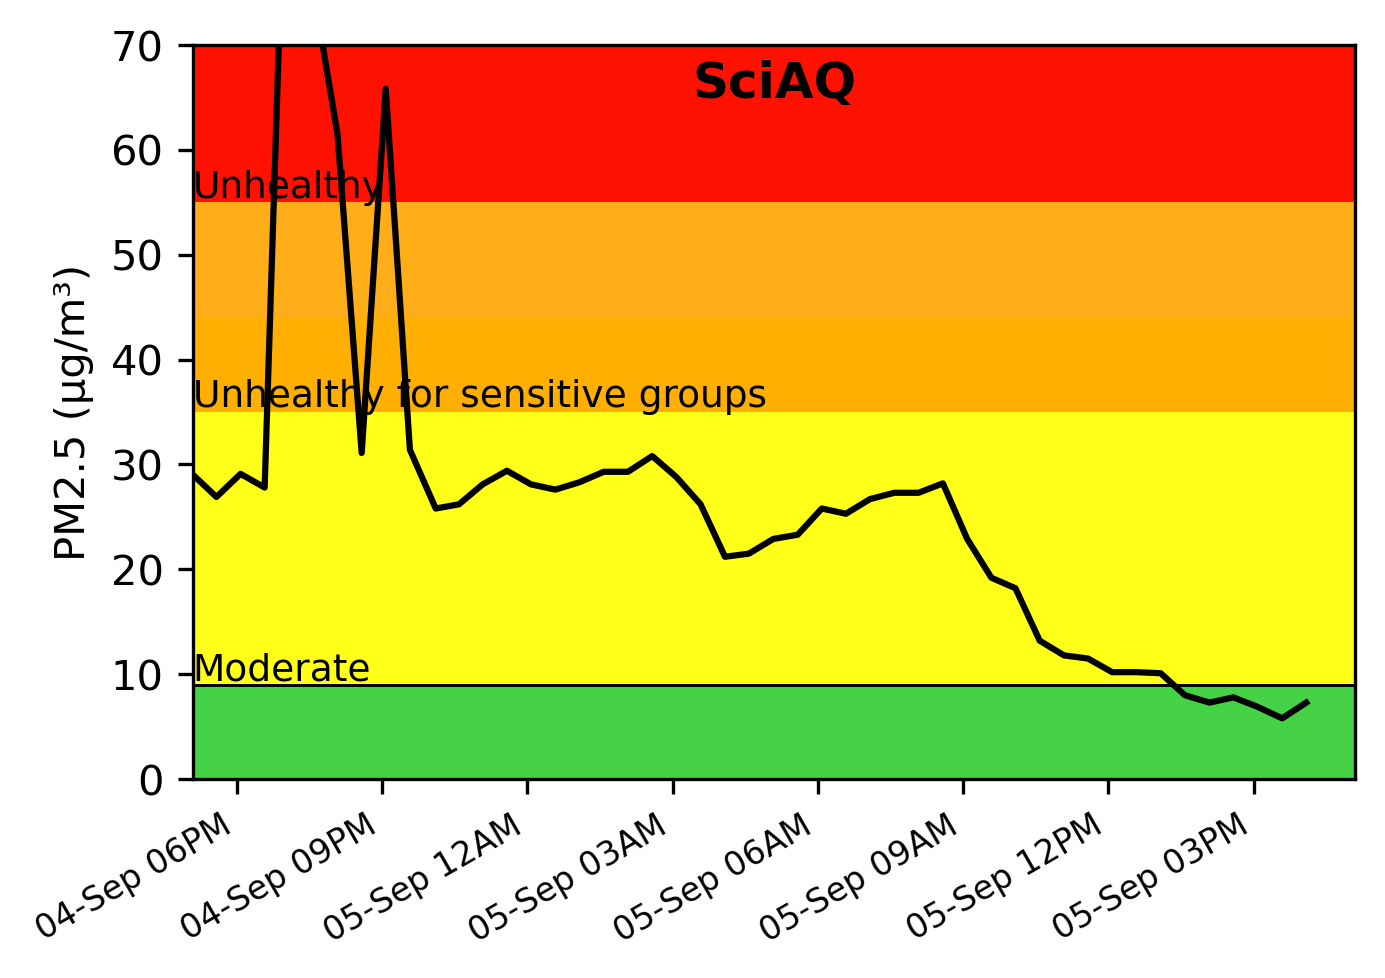 SciAQ
PM2.5 (µg/m³)
70
60
50
40
30
20
10
0
Unhealthy
Unhealthy for sensitive groups
Moderate
04-Sep 06PM
04-Sep 09PM
05-Sep 12AM
05-Sep 03AM
05-Sep 06AM
05-Sep 09AM
05-Sep 12PM
05-Sep 03PM